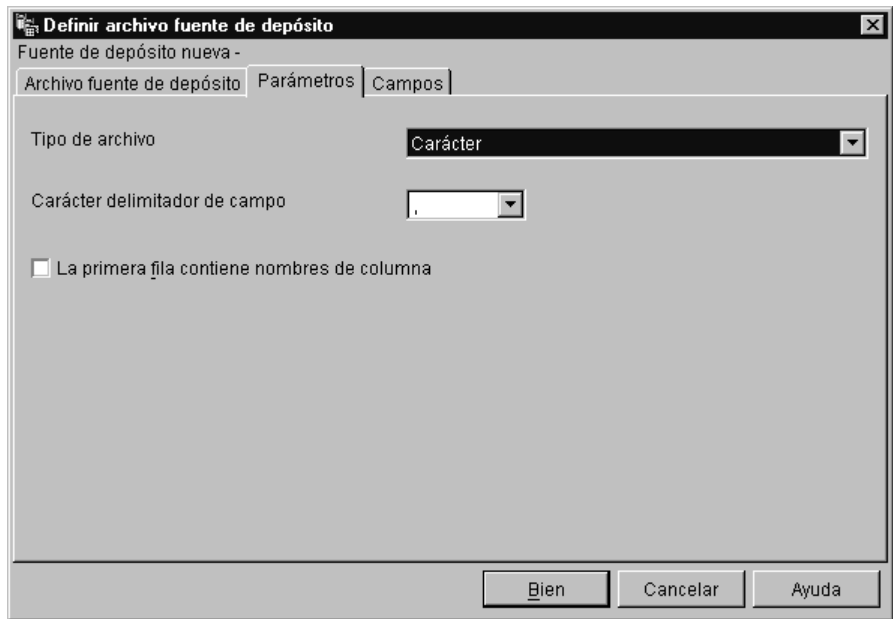 Definir archivo fuente de depósito
Fuente de depósito nueva -
Archivo fuente de depósito Parámetros Campos
Tipo de archivo Carácter
Carácter delimitador de campo ,
La primera fila contiene nombres de columna
Bien Cancelar Ayuda